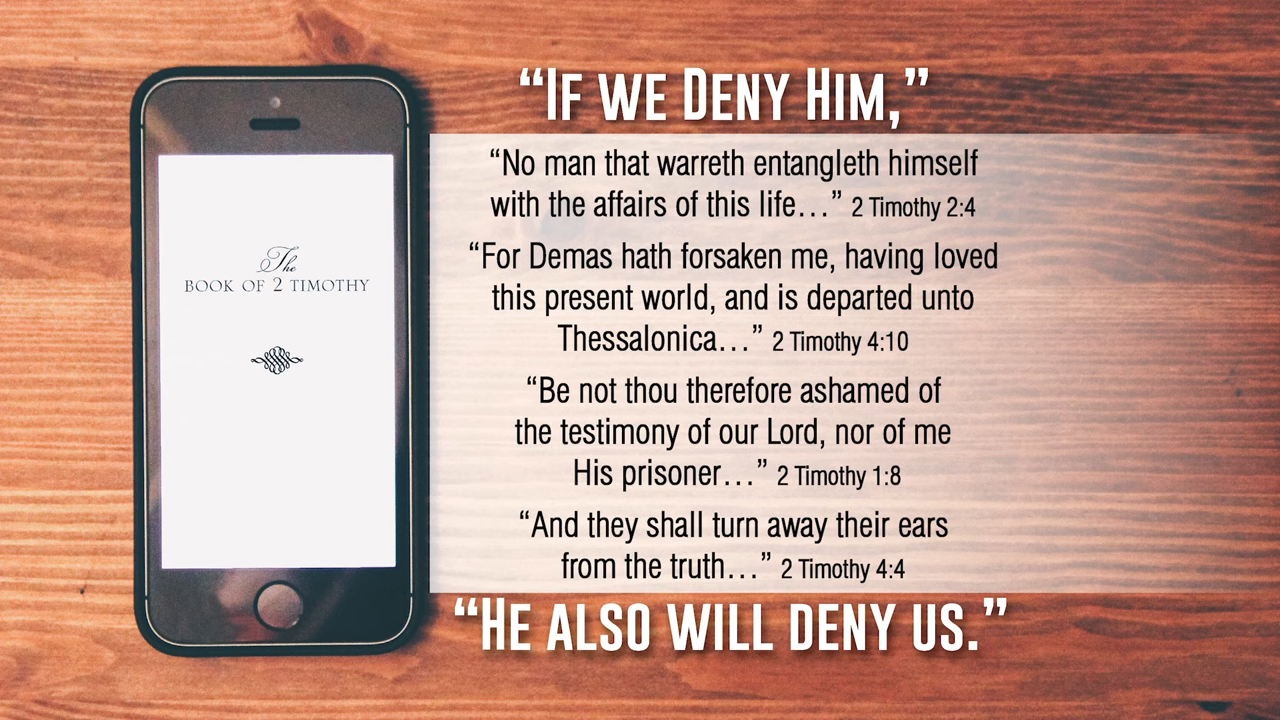 The
BOOK OF 2 TIMOTHY
“IF WE DENY HIM,”
“No man that warreth entangleth himself
with the affairs of this life…” 2 Timothy 2:4
“For Demas hath forsaken me, having loved
this present world, and is departed unto
Thessalonica…” 2 Timothy 4:10
“Be not thou therefore ashamed of
the testimony of our Lord, nor of me
His prisoner…” 2 Timothy 1:8
“And they shall turn away their ears
from the truth…” 2 Timothy 4:4
“HE ALSO WILL DENY US.”